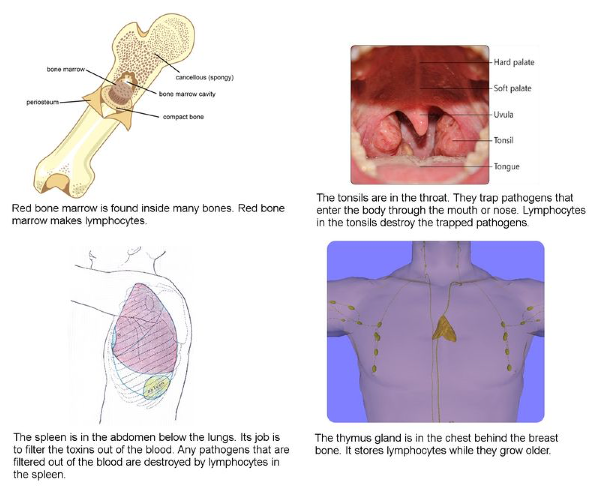 bone marrow
cancellous (spongy)
bone marrow cavity
periosteum
compact bone
Red bone marrow is found inside many bones. Red bone
marrow makes lymphocytes.
Hard palate
Soft palate
Uvula
Tonsil
Tongue
The tonsils are in the throat. They trap pathogens that
enter the body through the mouth or nose. Lymphocytes
in the tonsils destroy the trapped pathogens.
The spleen is in the abdomen below the lungs. Its job is
to filter the toxins out of the blood. Any pathogens that are
filtered out of the blood are destroyed by lymphocytes in
the spleen.
The thymus gland is in the chest behind the breast
bone. It stores lymphocytes while they grow older.